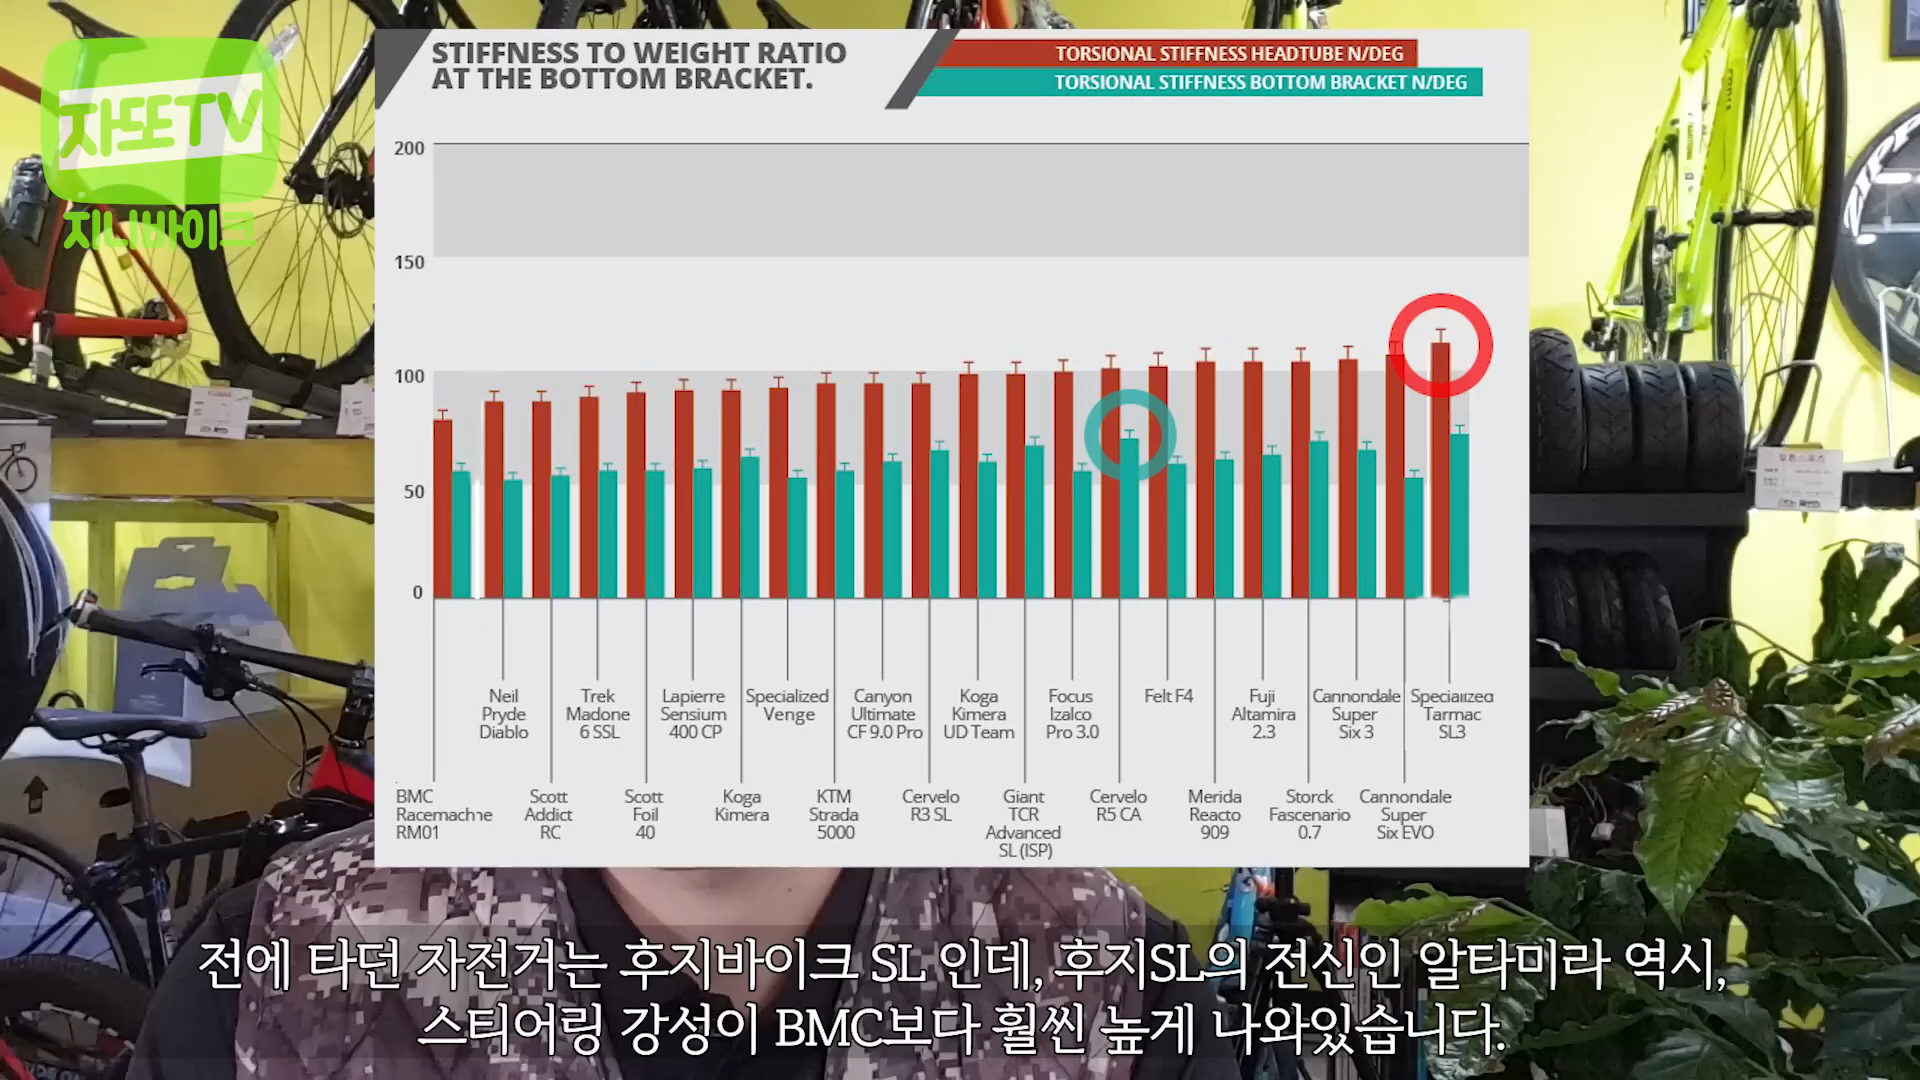 자또TV
지니바이크
STIFFNESS TO WEIGHT RATIO
AT THE BOTTOM BRACKET.
TORSIONAL STIFFNESS HEADTUBE N/DEG
TORSIONAL STIFFNESS BOTTOM BRACKET N/DEG
200
150
100
50
0
Neil
Pryde
Diablo
Trek
Madone
6 SSL
Lapierre
Sensium
400 CP
Specialized
Venge
Canyon
Ultimate
CF 9.0 Pro
Koga
Kimera
UD Team
Focus
Izalco
Pro 3.0
Felt F4
Fuji
Altamira
2.3
Cannondale
Super
Six 3
Specialized
Tarmac
SL3
BMC
Racemachine
RM01
Scott
Addict
RC
Scott
Foil
40
Koga
Kimera
KTM
Strada
5000
Cervelo
R3 SL
Giant
TCR
Advanced
SL (ISP)
Cervelo
R5 CA
Merida
Reacto
909
Storck
Fascenario
0.7
Cannondale
Super
Six EVO
전에 타던 자전거는 후지바이크 SL 인데, 후지SL의 전신인 알타미라 역시,
스티어링 강성이 BMC보다 훨씬 높게 나와있습니다.